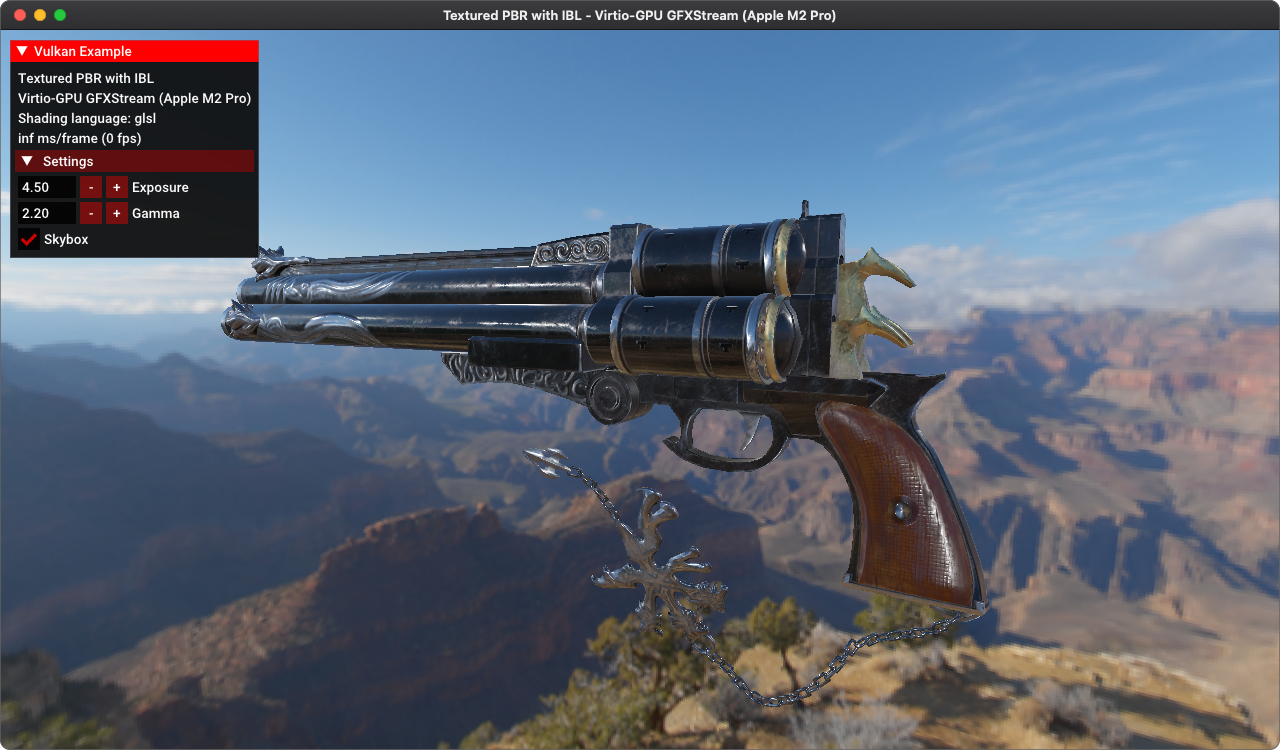 Textured PBR with IBL - Virtio-GPU GFXStream (Apple M2 Pro)
Vulkan Example
Textured PBR with IBL
Virtio-GPU GFXStream (Apple M2 Pro)
Shading language: glsl
inf ms/frame (0 fps)
Settings
4.50 - + Exposure
2.20 - + Gamma
Skybox